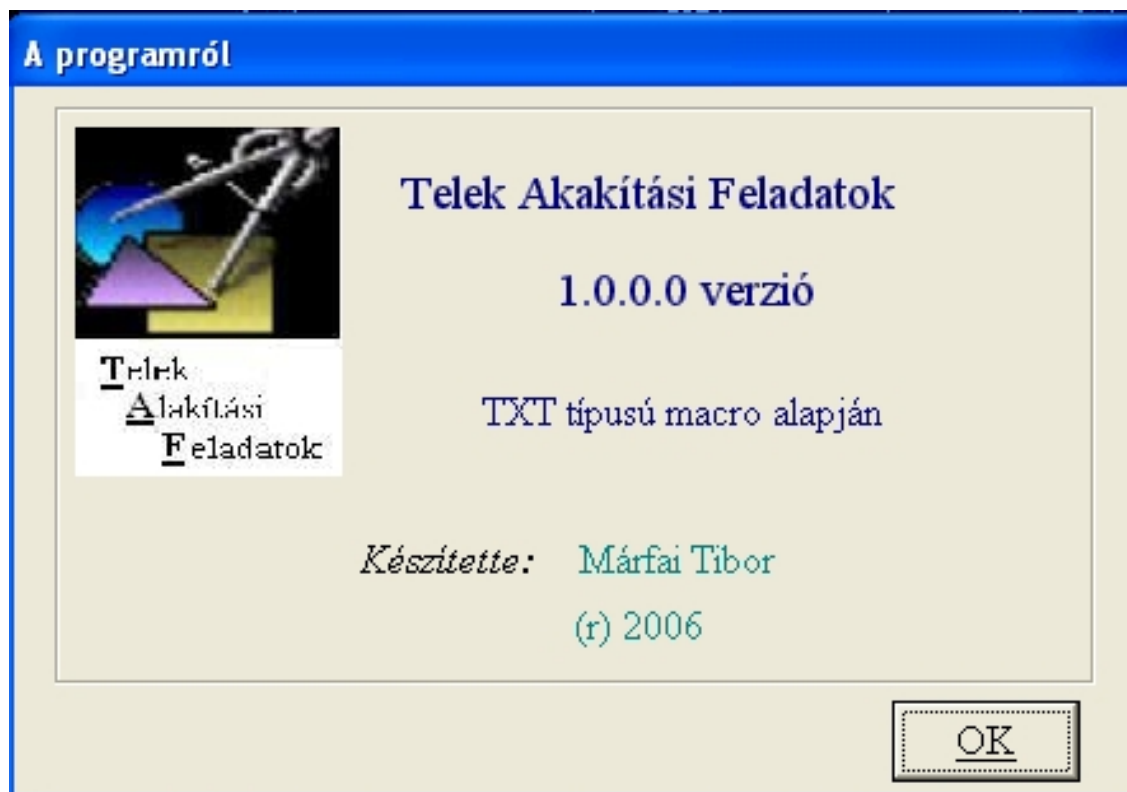 A programról
Telek Akakítási Feladatok
1.0.0.0 verzió
Telek
Alakítási
Feladatok
TXT típusú macro alapján
Készítette: Márfai Tibor
(r) 2006
OK